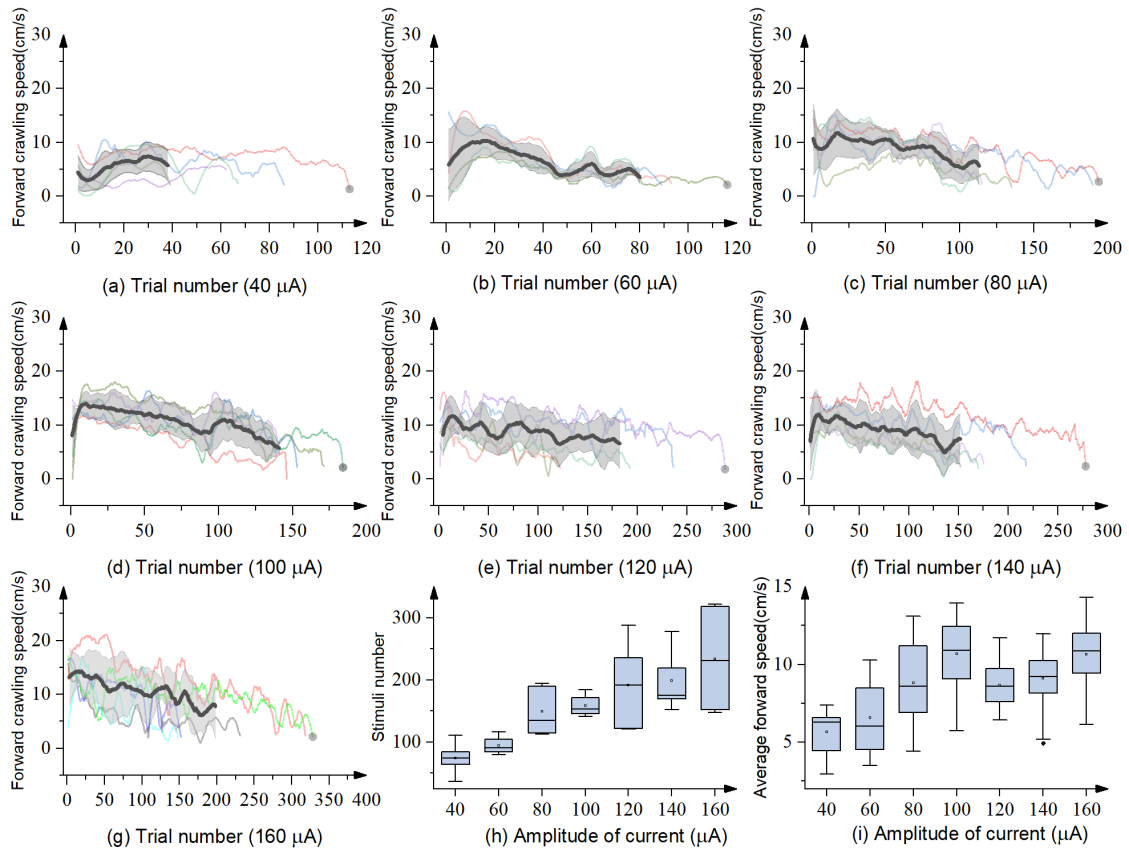 Forward crawling speed(cm/s)
30
20
10
0
0 20 40 60 80 100 120
(a) Trial number (40 μA)
Forward crawling speed(cm/s)
30
20
10
0
0 20 40 60 80 100 120
(b) Trial number (60 μA)
Forward crawling speed(cm/s)
30
20
10
0
0 50 100 150 200
(c) Trial number (80 μA)
Forward crawling speed(cm/s)
30
20
10
0
0 50 100 150 200
(d) Trial number (100 μA)
Forward crawling speed(cm/s)
30
20
10
0
0 50 100 150 200 250 300
(e) Trial number (120 μA)
Forward crawling speed(cm/s)
30
20
10
0
0 50 100 150 200 250 300
(f) Trial number (140 μA)
Forward crawling speed(cm/s)
30
20
10
0
0 50 100 150 200 250 300 350 400
(g) Trial number (160 μA)
Stimuli number
300
200
100
40 60 80 100 120 140 160
(h) Amplitude of current (μA)
Average forward speed(cm/s)
15
10
5
40 60 80 100 120 140 160
(i) Amplitude of current (μA)